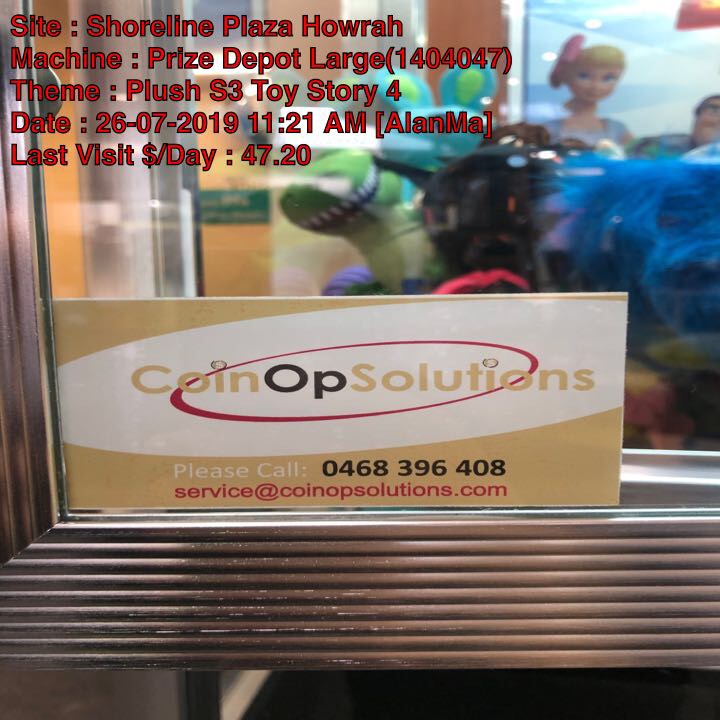 Site : Shoreline Plaza Howrah
Machine : Prize Depot Large(1404047)
Theme : Plush S3 Toy Story 4
Date : 26-07-2019 11:21 AM [AlanMa]
Last Visit $/Day : 47.20
CoinOpSolutions
Please Call: 0468 396 408
service@coinopsolutions.com